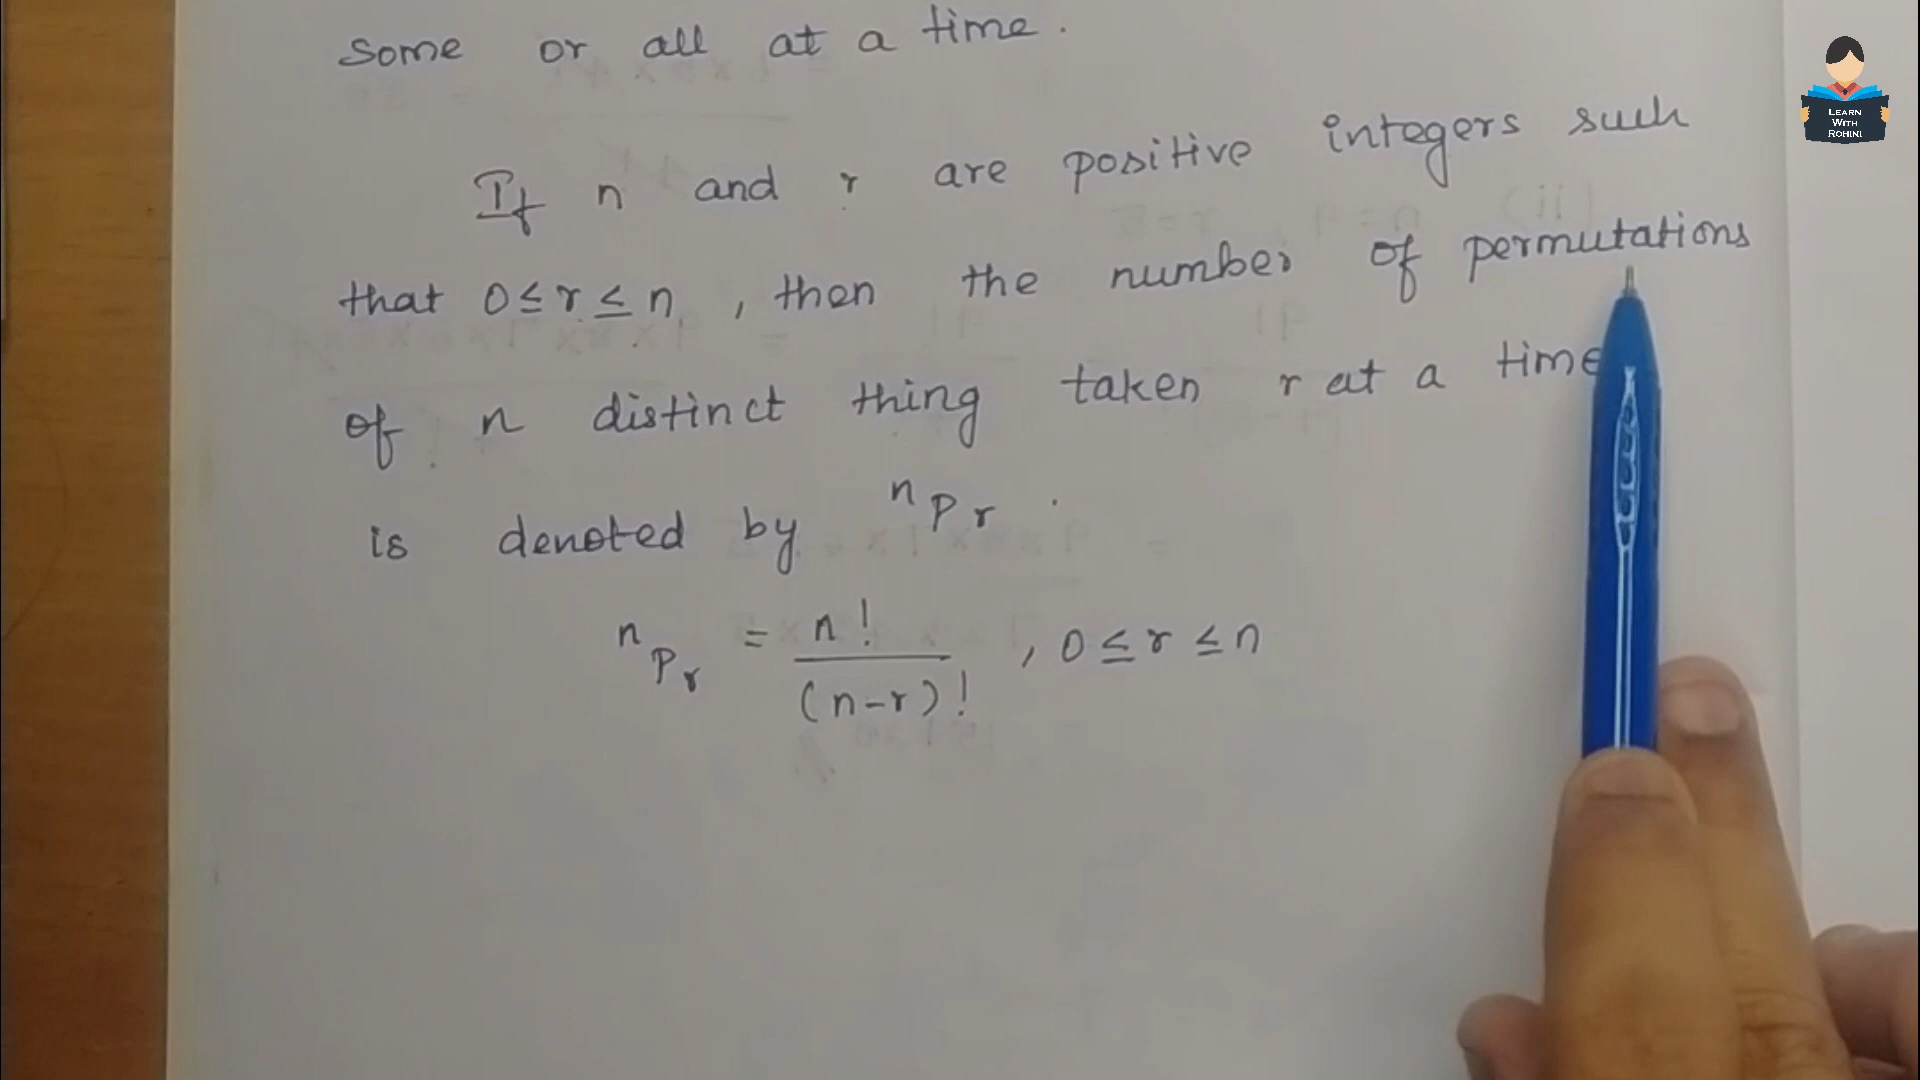 some or all at a time.
If n and r are positive integers such
that 0≤r≤n, then the number of permutations
of n distinct thing taken r at a time
is denoted by ⁿPᵣ.
ⁿPᵣ = n! / (n-r)! , 0≤r≤n
LEARN
WITH
ROHINI